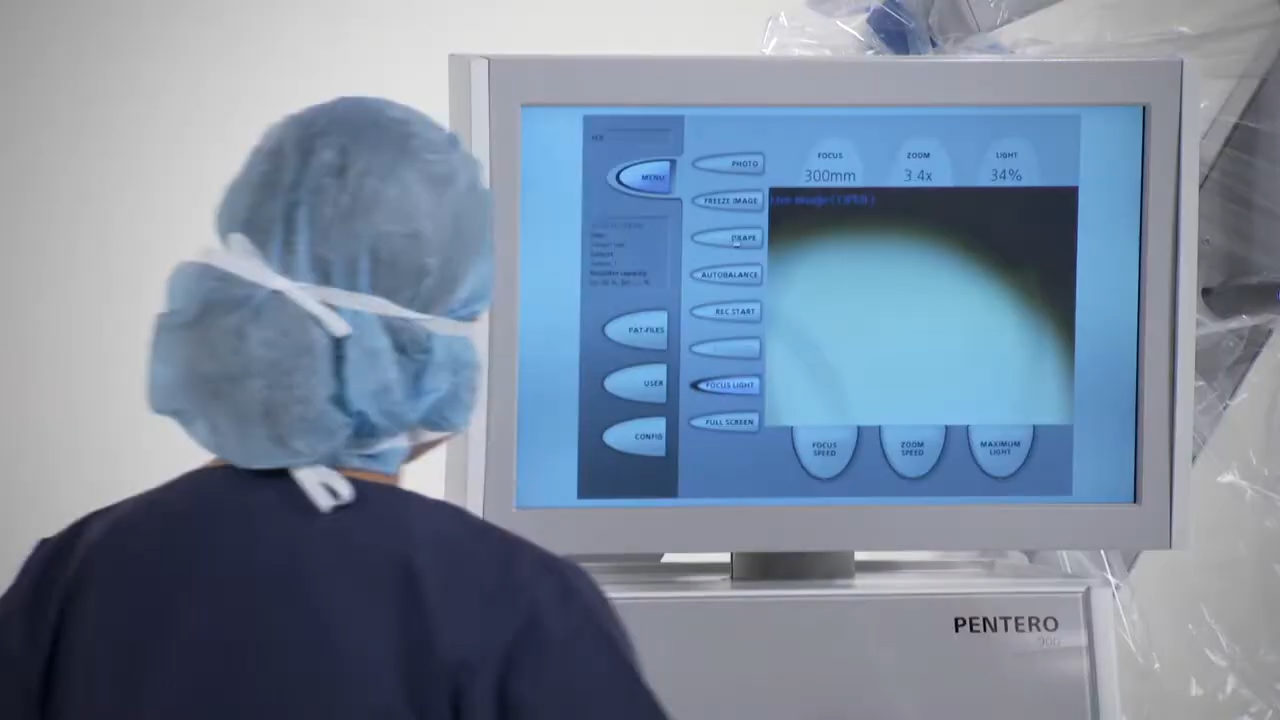 MENU
PHOTO
FREEZE IMAGE
DRAPE
AUTOBALANCE
REC START
FOCUS LIGHT
FULL SCREEN
PAT-FILES
USER
CONFIG
FOCUS
300mm
ZOOM
3.4x
LIGHT
34%
FOCUS
SPEED
ZOOM
SPEED
MAXIMUM
LIGHT
PENTERO
900